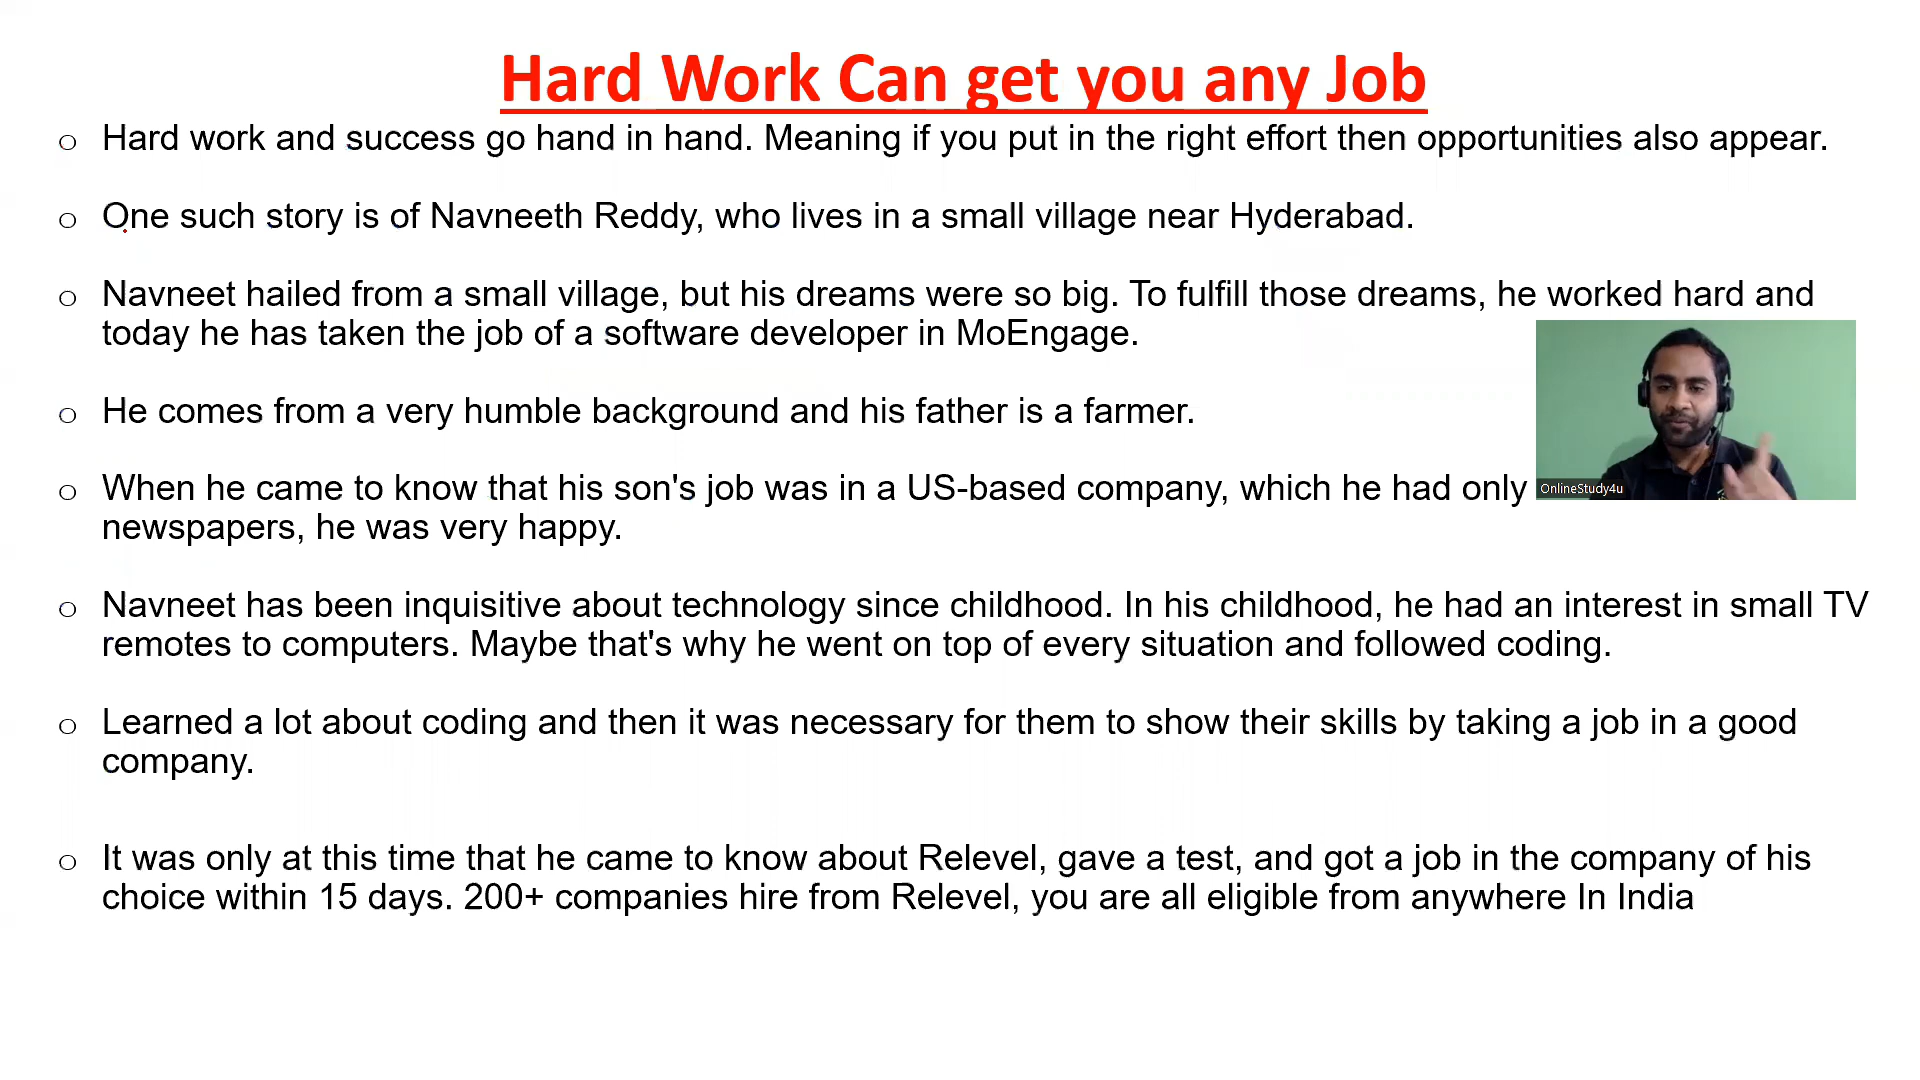 Hard Work Can get you any Job
Hard work and success go hand in hand. Meaning if you put in the right effort then opportunities also appear.
One such story is of Navneeth Reddy, who lives in a small village near Hyderabad.
Navneet hailed from a small village, but his dreams were so big. To fulfill those dreams, he worked hard and
today he has taken the job of a software developer in MoEngage.
He comes from a very humble background and his father is a farmer.
When he came to know that his son's job was in a US-based company, which he had only
newspapers, he was very happy.
OnlineStudy4u
Navneet has been inquisitive about technology since childhood. In his childhood, he had an interest in small TV
remotes to computers. Maybe that's why he went on top of every situation and followed coding.
Learned a lot about coding and then it was necessary for them to show their skills by taking a job in a good
company.
It was only at this time that he came to know about Relevel, gave a test, and got a job in the company of his
choice within 15 days. 200+ companies hire from Relevel, you are all eligible from anywhere In India